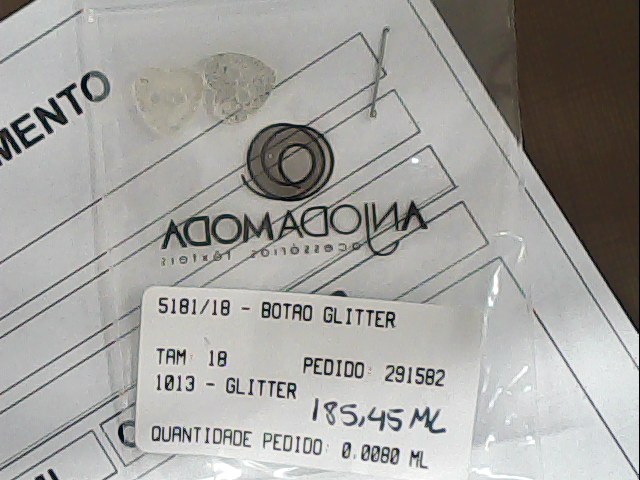 MENTO
ANJODAMODA
acessórios têxteis
5181/18 - BOTAO GLITTER
TAM: 18 PEDIDO: 291582
1013 - GLITTER
185,45 ML
QUANTIDADE PEDIDO: 0.0080 ML